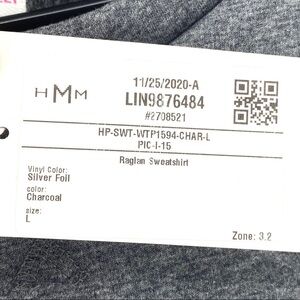 11/25/2020-A
HMM
LIN9876484
#2708521
HP-SWT-WTP1594-CHAR-L
PIC-I-15
Raglan Sweatshirt
Vinyl Color:
Silver Foil
color:
Charcoal
size:
L
Zone: 3.2